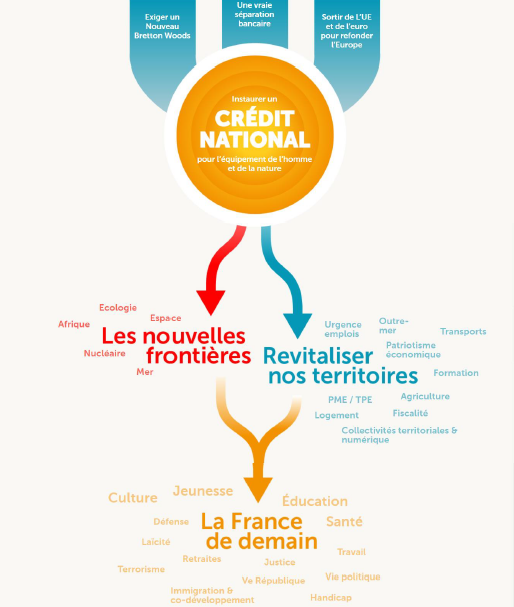 Exiger un
Nouveau
Bretton Woods
Une vraie
séparation
bancaire
Sortir de L'UE
et de l'euro
pour refonder
l'Europe
Instaurer un
CRÉDIT
NATIONAL
pour l'équipement de l'homme
et de la nature
Ecologie
Espace
Afrique
Les nouvelles
frontières
Nucléaire
Mer
Urgence
emplois
Outre-
mer
Transports
Patriotisme
économique
Revitaliser
nos territoires
Formation
PME / TPE
Agriculture
Logement
Fiscalité
Collectivités territoriales &
numérique
Culture
Jeunesse
Éducation
Défense
La France
de demain
Santé
Laïcité
Travail
Retraites
Justice
Terrorisme
Ve République
Vie politique
Immigration &
co-développement
Handicap